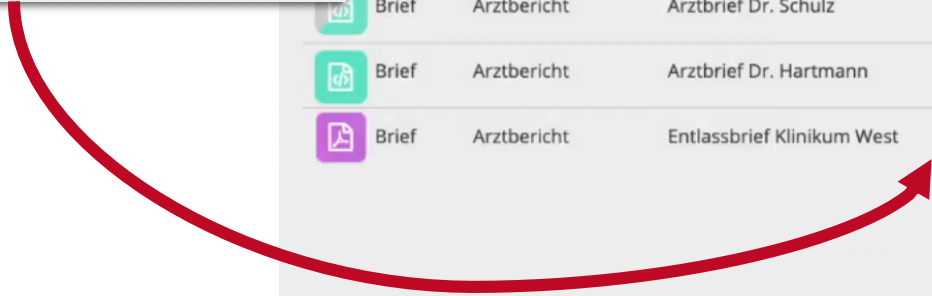 Brief Arztbericht Arztbrief Dr. Schulz
Brief Arztbericht Arztbrief Dr. Hartmann
Brief Arztbericht Entlassbrief Klinikum West